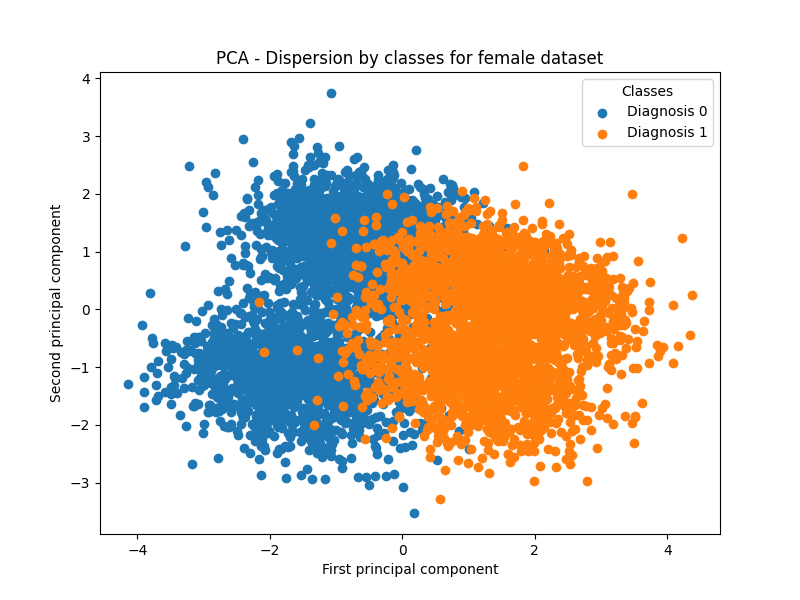 PCA - Dispersion by classes for female dataset
Classes
Diagnosis 0
Diagnosis 1
Second principal component
4
3
2
1
0
−1
−2
−3
−4
−2
0
2
4
First principal component